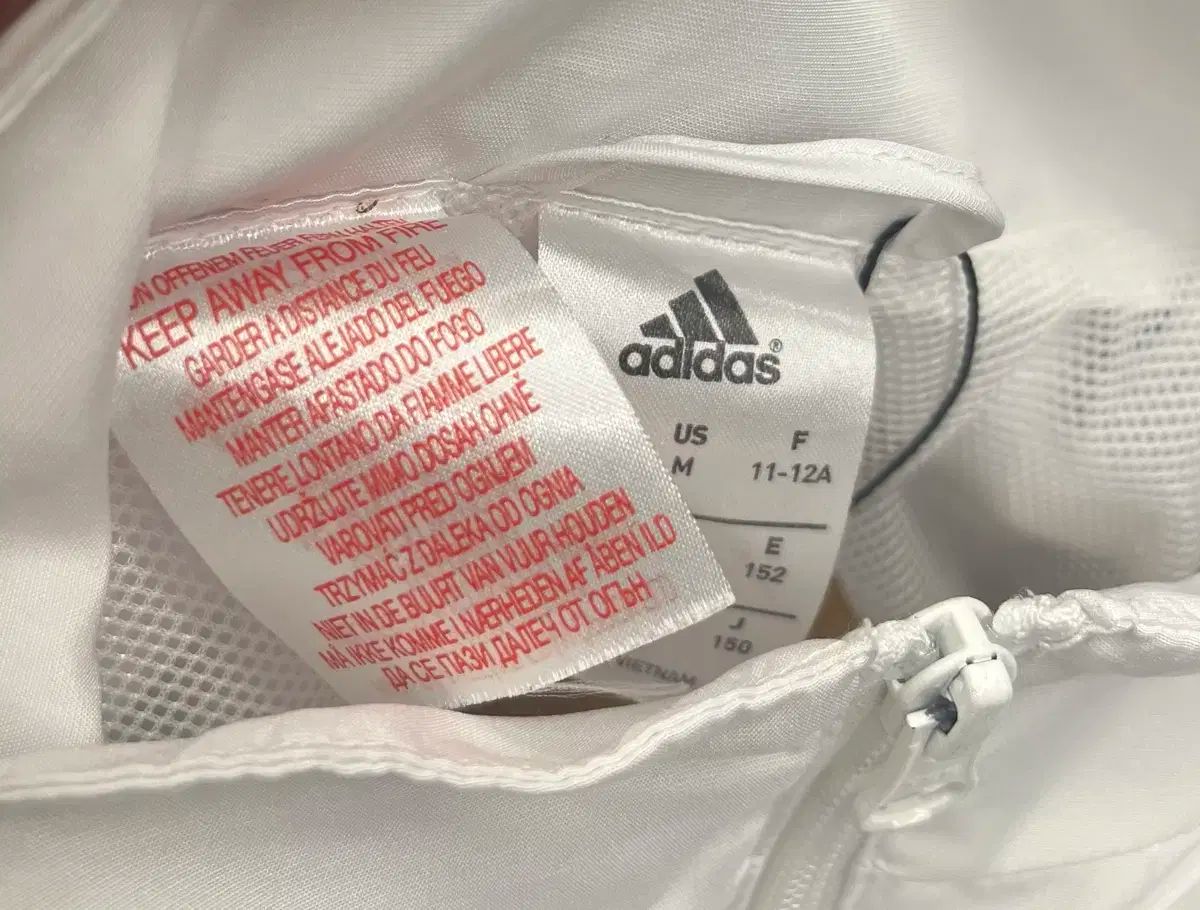 OFFENEM FEUER
KEEP AWAY FROM FIRE
GARDER A DISTANCE DU FEU
MANTENGASE ALEJADO DEL FUEGO
MANTER AFASTADO DO FOGO
TENERE LONTANO DA FIAMME LIBERE
UDRŽUJTE MIMO DOSAH OHNĚ
VAROVATI PRED OGNJEM
TRZYMAĆ Z DALEKA OD OGNIA
NIET IN DE BUURT VAN VUUR HOUDEN
MÅ IKKE KOMME I NÆRHEDEN AF ÅBEN ILD
ДА СЕ ПАЗИ ДАЛЕЧ ОТ ОГЪН
adidas®
US F
M 11-12A
E
152
J
150
VIETNAM